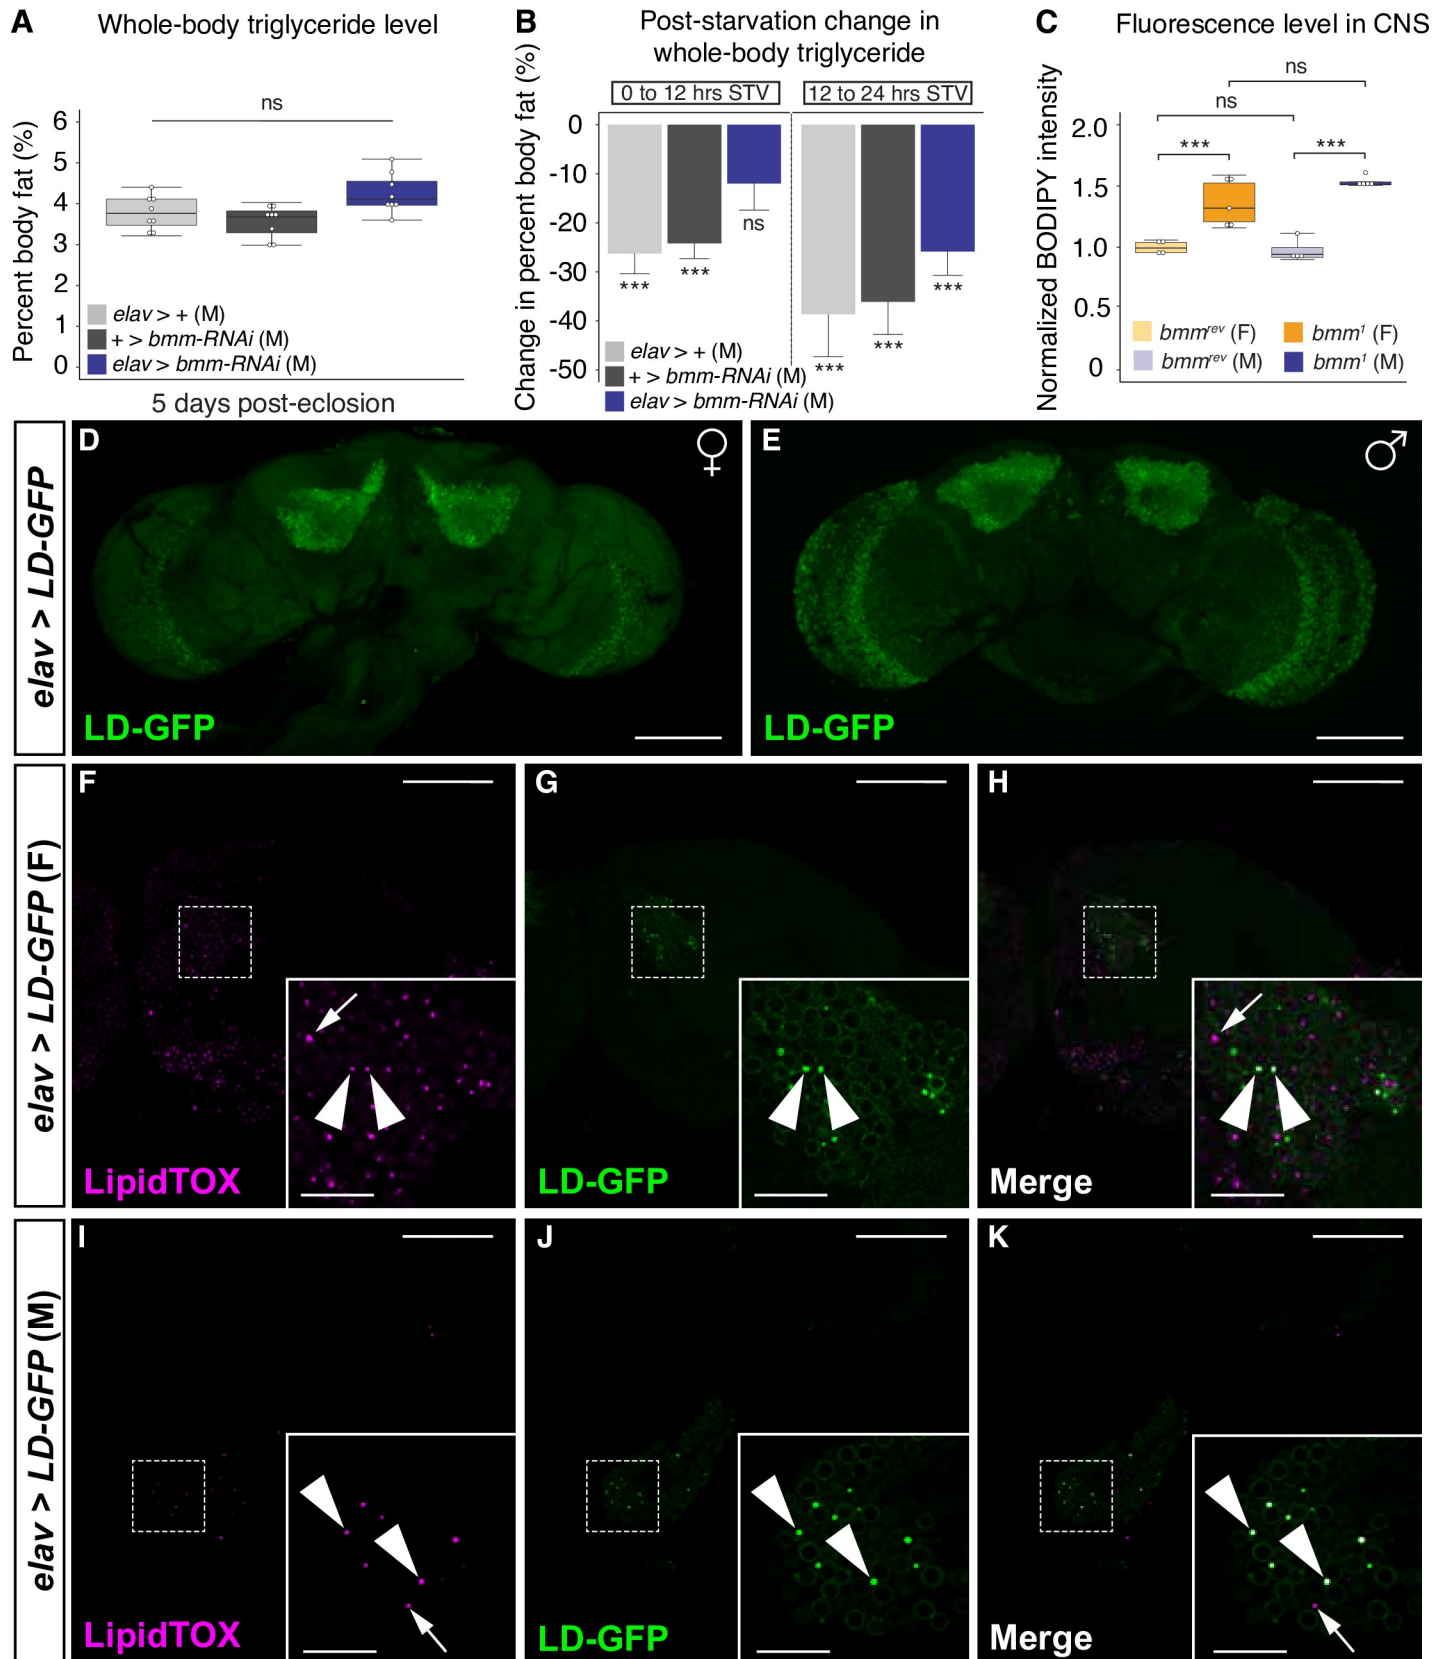 A Whole-body triglyceride level
ns
Percent body fat (%)
6
5
4
3
2
1
0
elav > + (M)
+ > bmm-RNAi (M)
elav > bmm-RNAi (M)
5 days post-eclosion
B Post-starvation change in
whole-body triglyceride
0 to 12 hrs STV
12 to 24 hrs STV
Change in percent body fat (%)
0
-10
-20
-30
-40
-50
***
***
ns
***
***
***
elav > + (M)
+ > bmm-RNAi (M)
elav > bmm-RNAi (M)
C Fluorescence level in CNS
ns
ns
***
***
Normalized BODIPY intensity
2.0
1.5
1.0
0.5
0
bmmʳᵉᵛ (F)
bmm¹ (F)
bmmʳᵉᵛ (M)
bmm¹ (M)
elav > LD-GFP
D
♀
LD-GFP
E
♂
LD-GFP
elav > LD-GFP (F)
F
LipidTOX
G
LD-GFP
H
Merge
elav > LD-GFP (M)
I
LipidTOX
J
LD-GFP
K
Merge